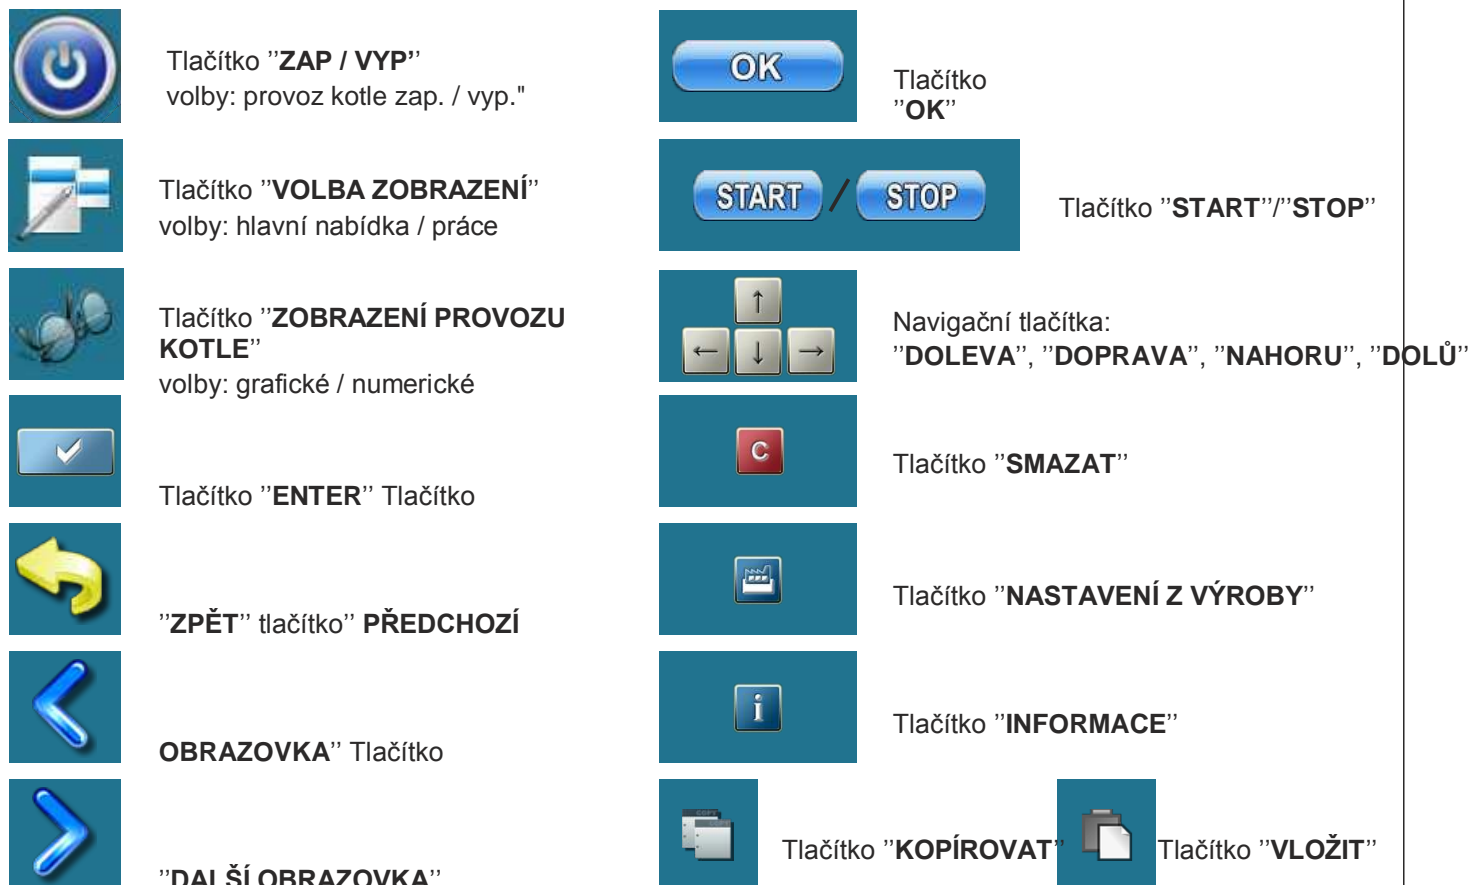 Tlačítko ''ZAP / VYP''
volby: provoz kotle zap. / vyp."
Tlačítko ''VOLBA ZOBRAZENÍ''
volby: hlavní nabídka / práce
Tlačítko ''ZOBRAZENÍ PROVOZU
KOTLE''
volby: grafické / numerické
Tlačítko ''ENTER'' Tlačítko
''ZPĚT'' tlačítko'' PŘEDCHOZÍ
OBRAZOVKA'' Tlačítko
''DALŠÍ OBRAZOVKA''
OK
Tlačítko
''OK''
START / STOP
Tlačítko ''START''/''STOP''
↑
← ↓ →
Navigační tlačítka:
''DOLEVA'', ''DOPRAVA'', ''NAHORU'', ''DOLŮ''
C
Tlačítko ''SMAZAT''
Tlačítko ''NASTAVENÍ Z VÝROBY''
i
Tlačítko ''INFORMACE''
COPY
Tlačítko ''KOPÍROVAT''
Tlačítko ''VLOŽIT''